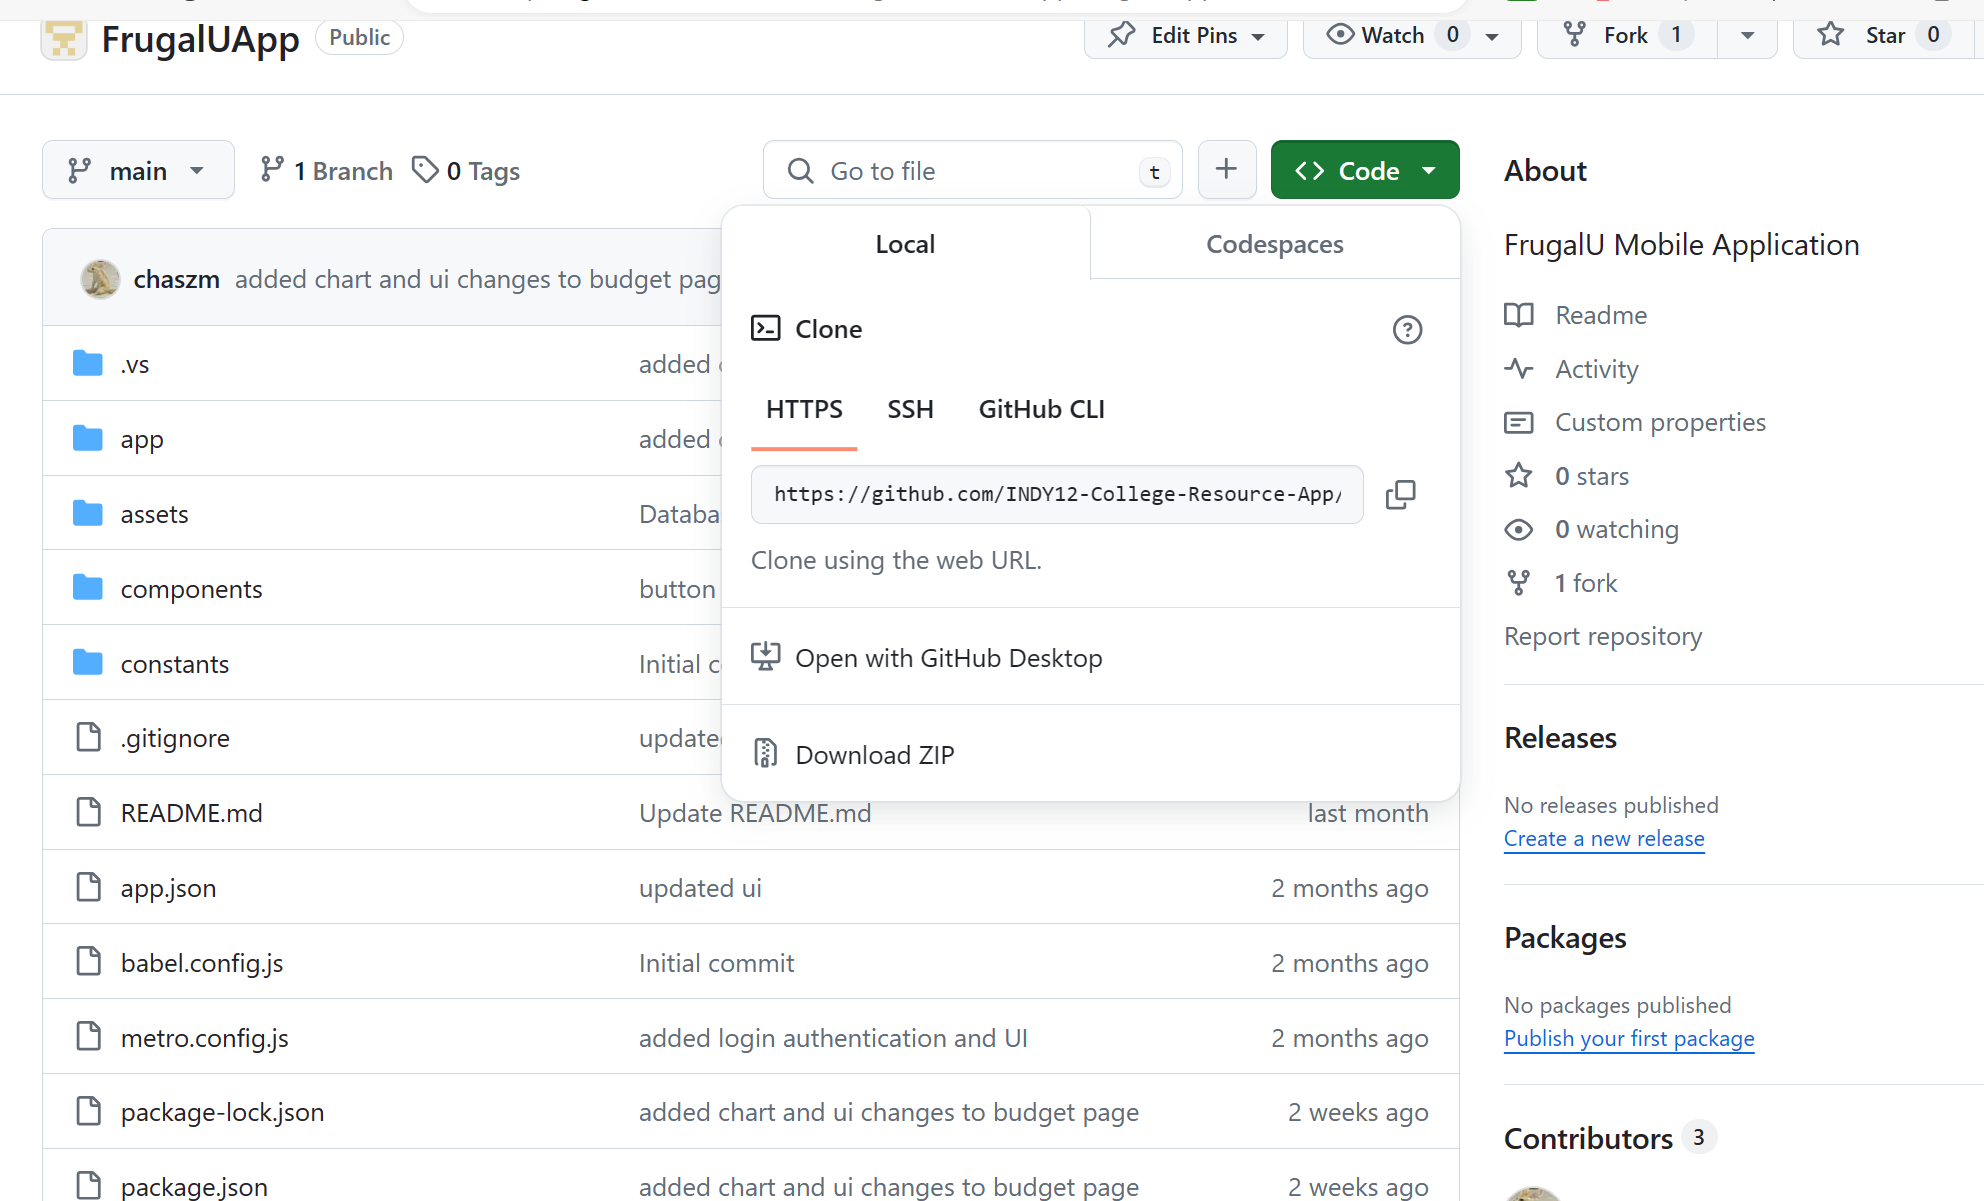 FrugalUApp Public
Edit Pins Watch 0 Fork 1 Star 0
main 1 Branch 0 Tags
Go to file t
Code
Local Codespaces
Clone
HTTPS SSH GitHub CLI
https://github.com/INDY12-College-Resource-App/
Clone using the web URL.
Open with GitHub Desktop
Download ZIP
chaszm added chart and ui changes to budget pag
.vs added
app added
assets Databa
components button
constants Initial c
.gitignore update
README.md Update README.md last month
app.json updated ui 2 months ago
babel.config.js Initial commit 2 months ago
metro.config.js added login authentication and UI 2 months ago
package-lock.json added chart and ui changes to budget page 2 weeks ago
package.json added chart and ui changes to budget page 2 weeks ago
About
FrugalU Mobile Application
Readme
Activity
Custom properties
0 stars
0 watching
1 fork
Report repository
Releases
No releases published
Create a new release
Packages
No packages published
Publish your first package
Contributors 3